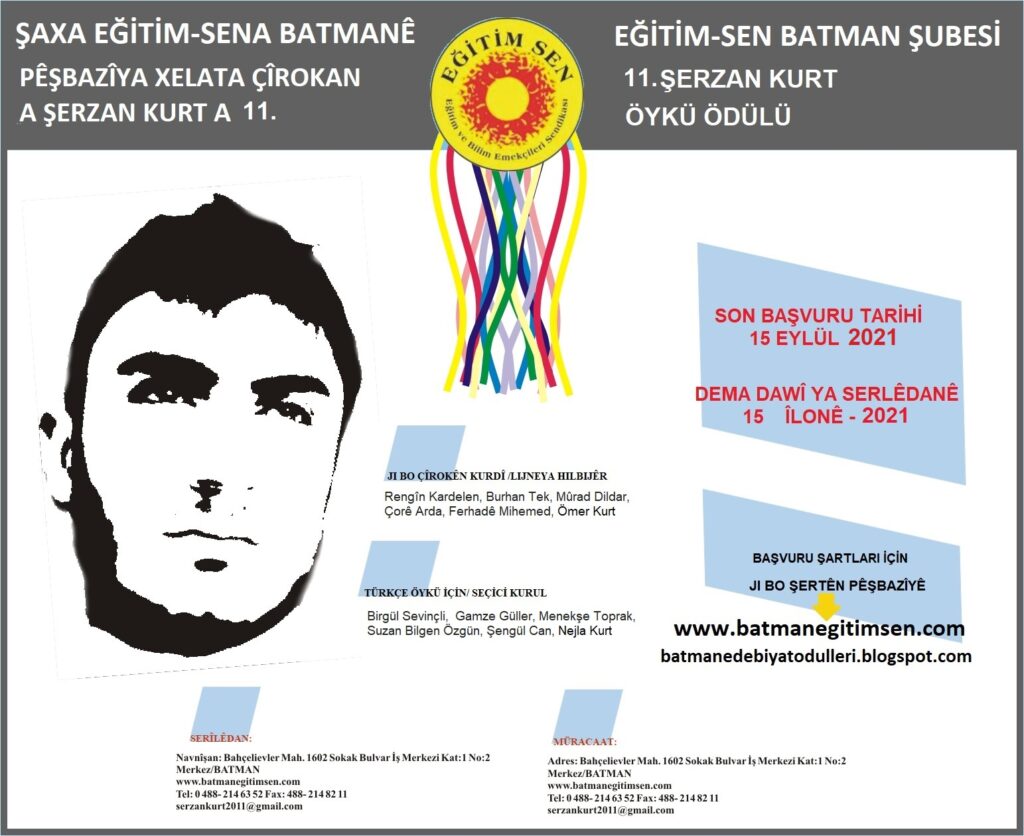 ŞAXA EĞİTİM-SENA BATMANÊ
PÊŞBAZÎYA XELATA ÇÎROKAN
A ŞERZAN KURT A 11.
EĞİTİM SEN
Eğitim ve Bilim Emekçileri Sendikası
EĞİTİM-SEN BATMAN ŞUBESİ
11.ŞERZAN KURT
ÖYKÜ ÖDÜLÜ
SON BAŞVURU TARİHİ
15 EYLÜL 2021
DEMA DAWÎ YA SERLÊDANÊ
15 ÎLONÊ - 2021
JI BO ÇÎROKÊN KURDÎ /LIJNEYA HILBIJÊR
Rengîn Kardelen, Burhan Tek, Mûrad Dildar,
Çorê Arda, Ferhadê Mihemed, Ömer Kurt
TÜRKÇE ÖYKÜ İÇİN/ SEÇİCİ KURUL
Birgül Sevinçli, Gamze Güller, Menekşe Toprak,
Suzan Bilgen Özgün, Şengül Can, Nejla Kurt
BAŞVURU ŞARTLARI İÇİN
JI BO ŞERTÊN PÊŞBAZÎYÊ
www.batmanegitimsen.com
batmanedebiyatodulleri.blogspot.com
SERÎLÊDAN:
Navnîşan: Bahçelievler Mah. 1602 Sokak Bulvar İş Merkezi Kat:1 No:2
Merkez/BATMAN
www.batmanegitimsen.com
Tel: 0 488- 214 63 52 Fax: 488- 214 82 11
serzankurt2011@gmail.com
MÜRACAAT:
Adres: Bahçelievler Mah. 1602 Sokak Bulvar İş Merkezi Kat:1 No:2
Merkez/BATMAN
www.batmanegitimsen.com
Tel: 0 488- 214 63 52 Fax: 488- 214 82 11
serzankurt2011@gmail.com